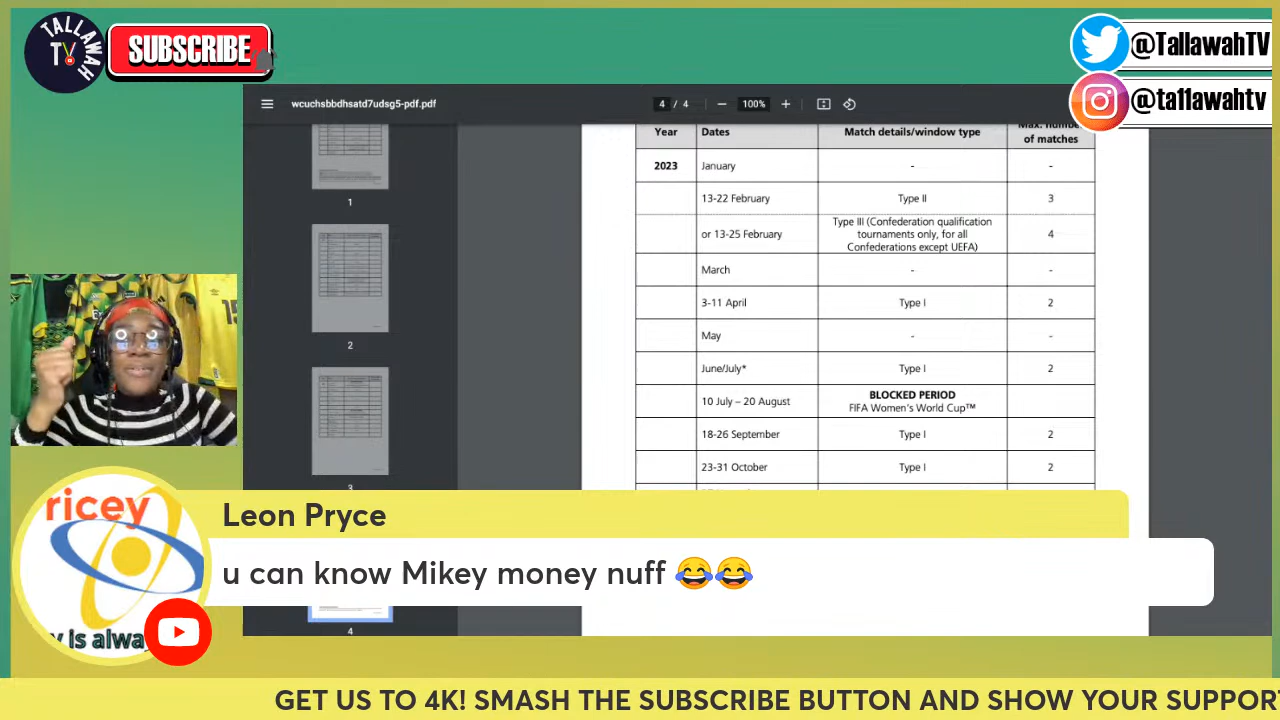 TALLAWAH
TV
SUBSCRIBE
@TallawahTV
@ta11awahtv
wcuchsbbdhsatd7udsg5-pdf.pdf
4 / 4
100%
Year Dates Match details/window type Max. number
of matches
2023 January - -
13-22 February Type II 3
or 13-25 February Type III (Confederation qualification
tournaments only, for all
Confederations except UEFA) 4
March - -
3-11 April Type I 2
May - -
June/July* Type I 2
10 July – 20 August BLOCKED PERIOD
FIFA Women's World Cup™
18-26 September Type I 2
23-31 October Type I 2
1
2
3
4
ricey
is alwa
Leon Pryce
u can know Mikey money nuff 😂😂
GET US TO 4K! SMASH THE SUBSCRIBE BUTTON AND SHOW YOUR SUPPORT